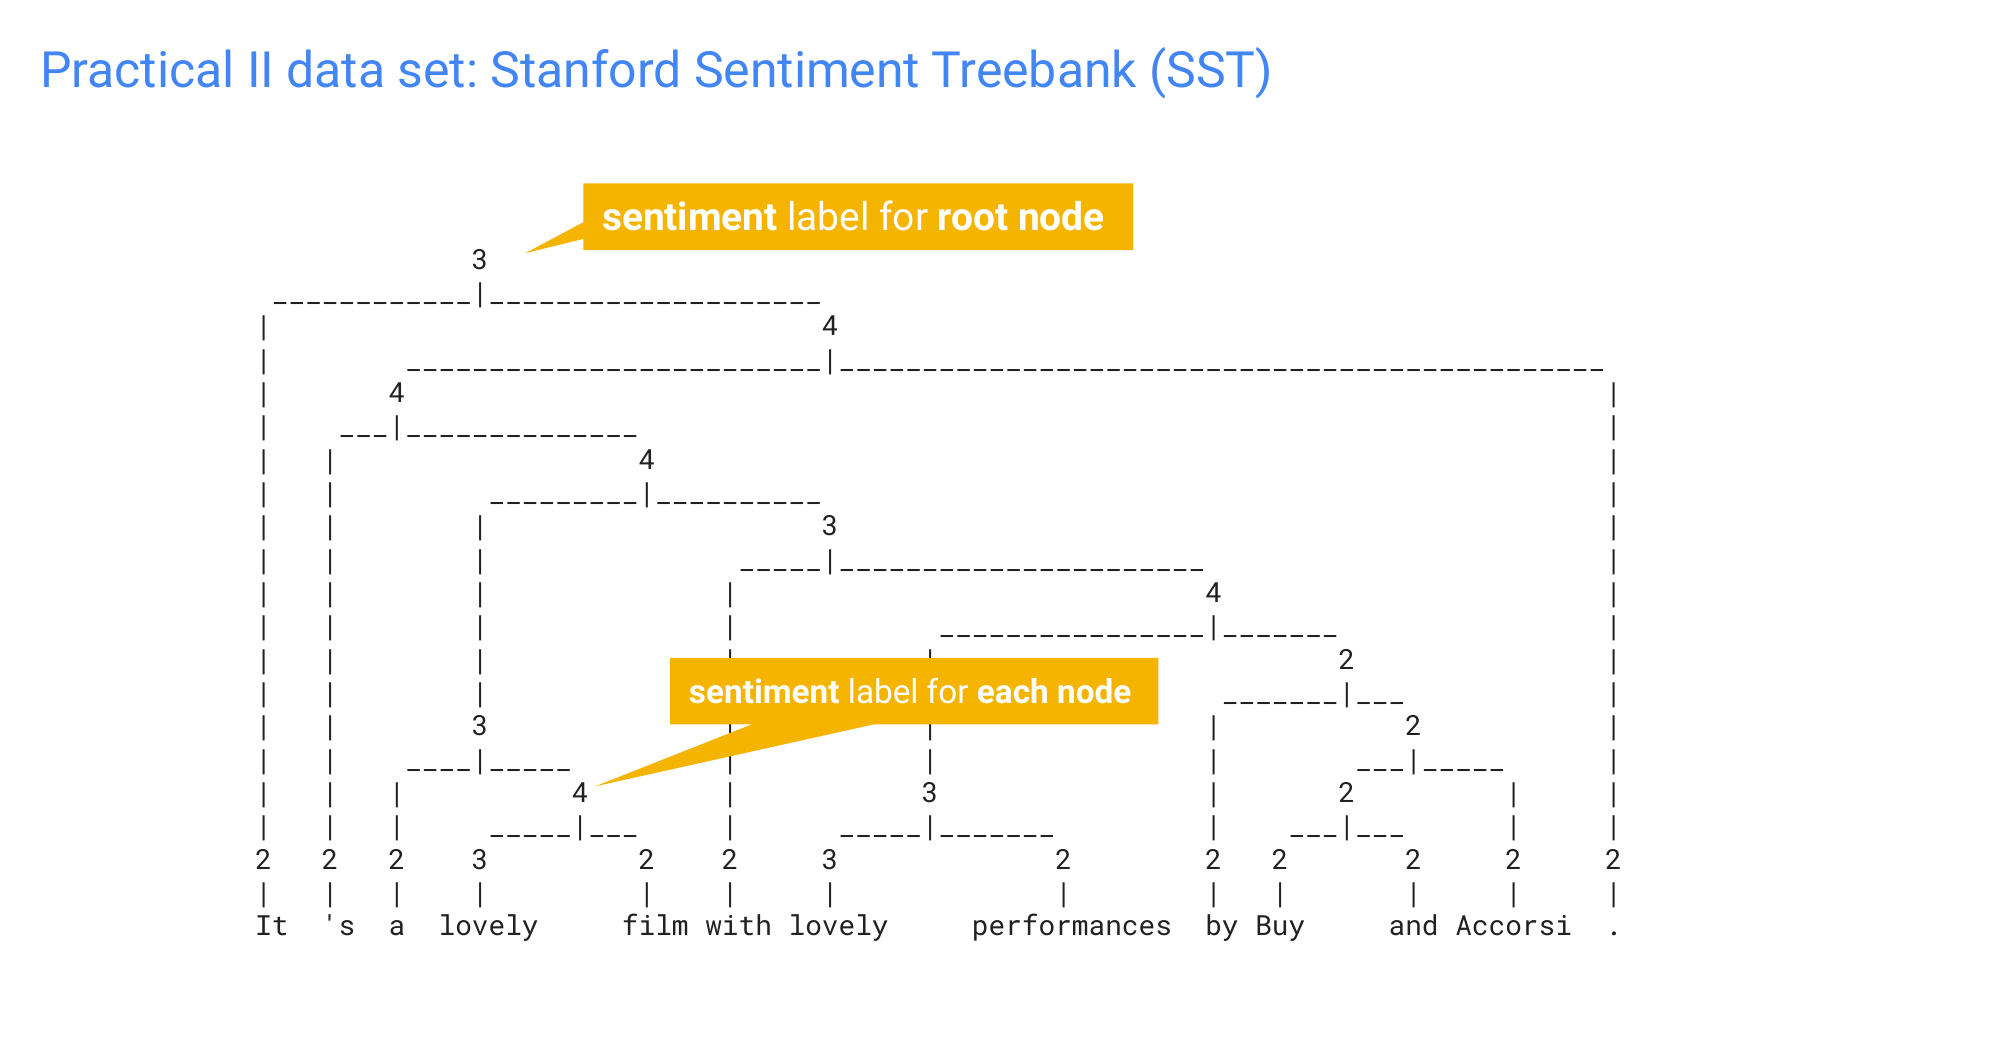 Practical II data set: Stanford Sentiment Treebank (SST)
sentiment label for root node
3
4
4
4
3
4
2
sentiment label for each node
3 2
4 3 2
2 2 2 3 2 2 3 2 2 2 2 2 2
It 's a lovely film with lovely performances by Buy and Accorsi .